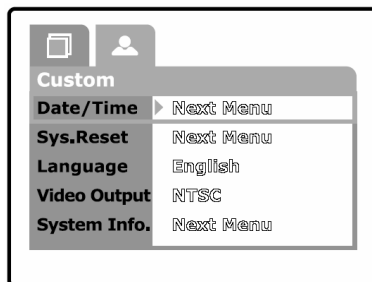 Custom
Date/Time Next Menu
Sys.Reset Next Menu
Language English
Video Output NTSC
System Info. Next Menu